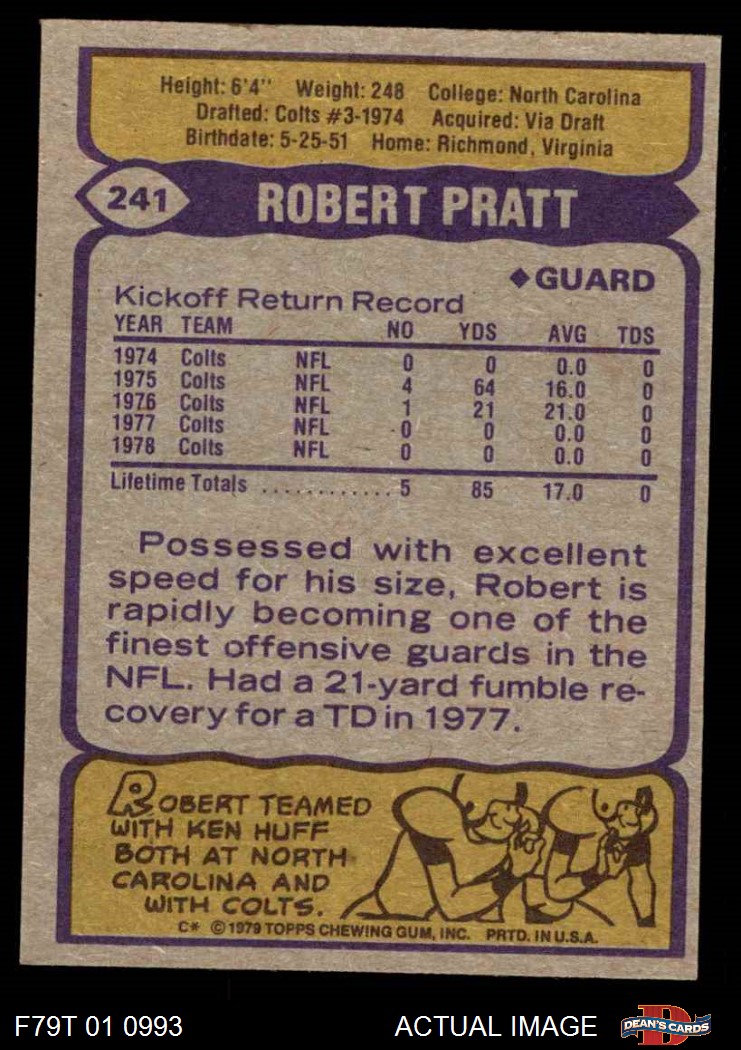 Height: 6'4" Weight: 248 College: North Carolina
Drafted: Colts #3-1974 Acquired: Via Draft
Birthdate: 5-25-51 Home: Richmond, Virginia
241 ROBERT PRATT
◆GUARD
Kickoff Return Record
YEAR TEAM NO YDS AVG TDS
1974 Colts NFL 0 0 0.0 0
1975 Colts NFL 4 64 16.0 0
1976 Colts NFL 1 21 21.0 0
1977 Colts NFL 0 0 0.0 0
1978 Colts NFL 0 0 0.0 0
Lifetime Totals ............ 5 85 17.0 0
Possessed with excellent
speed for his size, Robert is
rapidly becoming one of the
finest offensive guards in the
NFL. Had a 21-yard fumble re-
covery for a TD in 1977.
ROBERT TEAMED
WITH KEN HUFF
BOTH AT NORTH
CAROLINA AND
WITH COLTS.
C* © 1979 TOPPS CHEWING GUM, INC. PRTD. IN U.S.A.
F79T 01 0993 ACTUAL IMAGE D DEAN'S CARDS